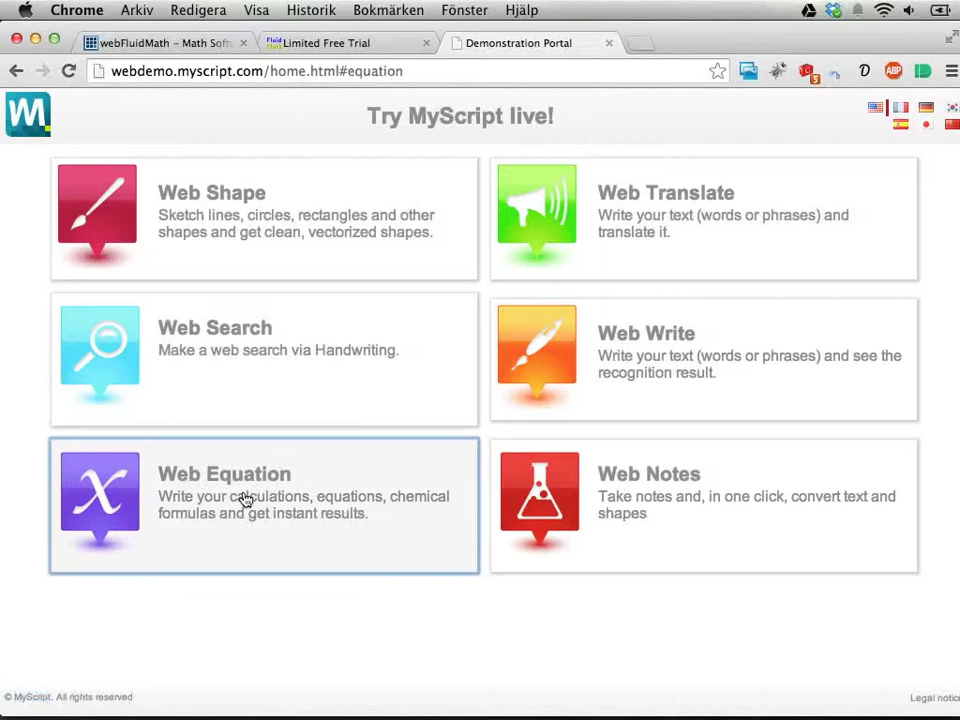 Chrome Arkiv Redigera Visa Historik Bokmärken Fönster Hjälp
webFluidMath – Math Softw
Limited Free Trial
Demonstration Portal
webdemo.myscript.com/home.html#equation
Try MyScript live!
Web Shape
Sketch lines, circles, rectangles and other
shapes and get clean, vectorized shapes.
Web Translate
Write your text (words or phrases) and
translate it.
Web Search
Make a web search via Handwriting.
Web Write
Write your text (words or phrases) and see the
recognition result.
Web Equation
Write your calculations, equations, chemical
formulas and get instant results.
Web Notes
Take notes and, in one click, convert text and
shapes
© MyScript. All rights reserved
Legal notice